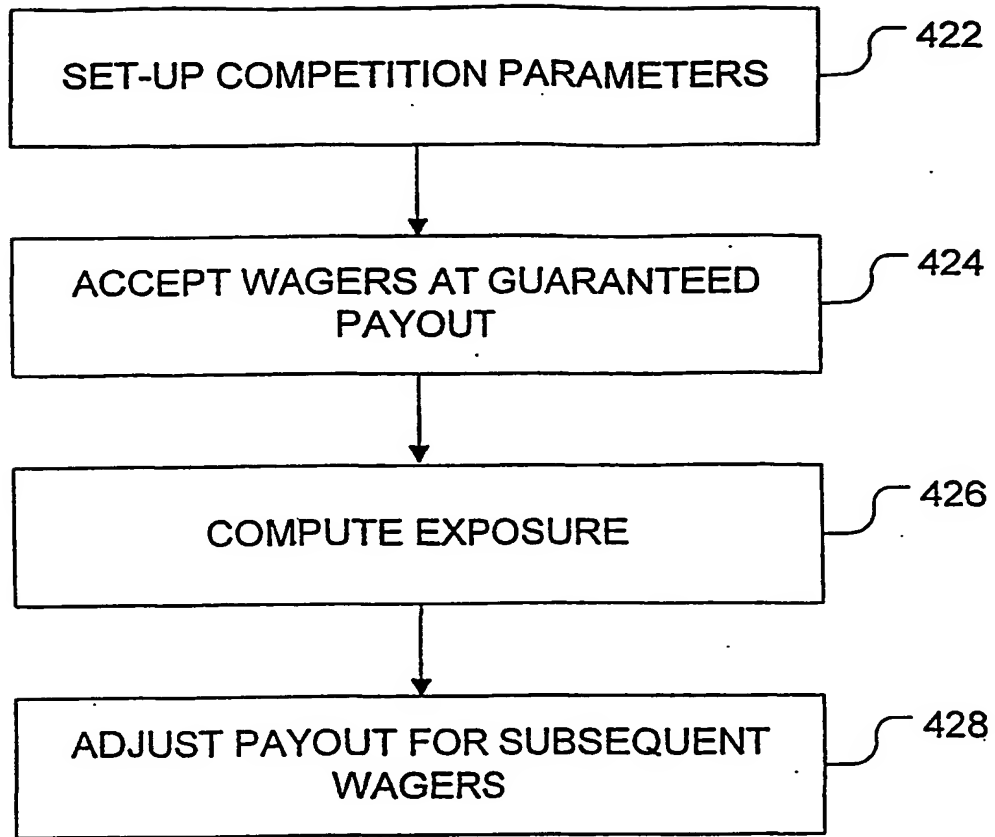 SET-UP COMPETITION PARAMETERS
422
ACCEPT WAGERS AT GUARANTEED
PAYOUT
424
COMPUTE EXPOSURE
426
ADJUST PAYOUT FOR SUBSEQUENT
WAGERS
428